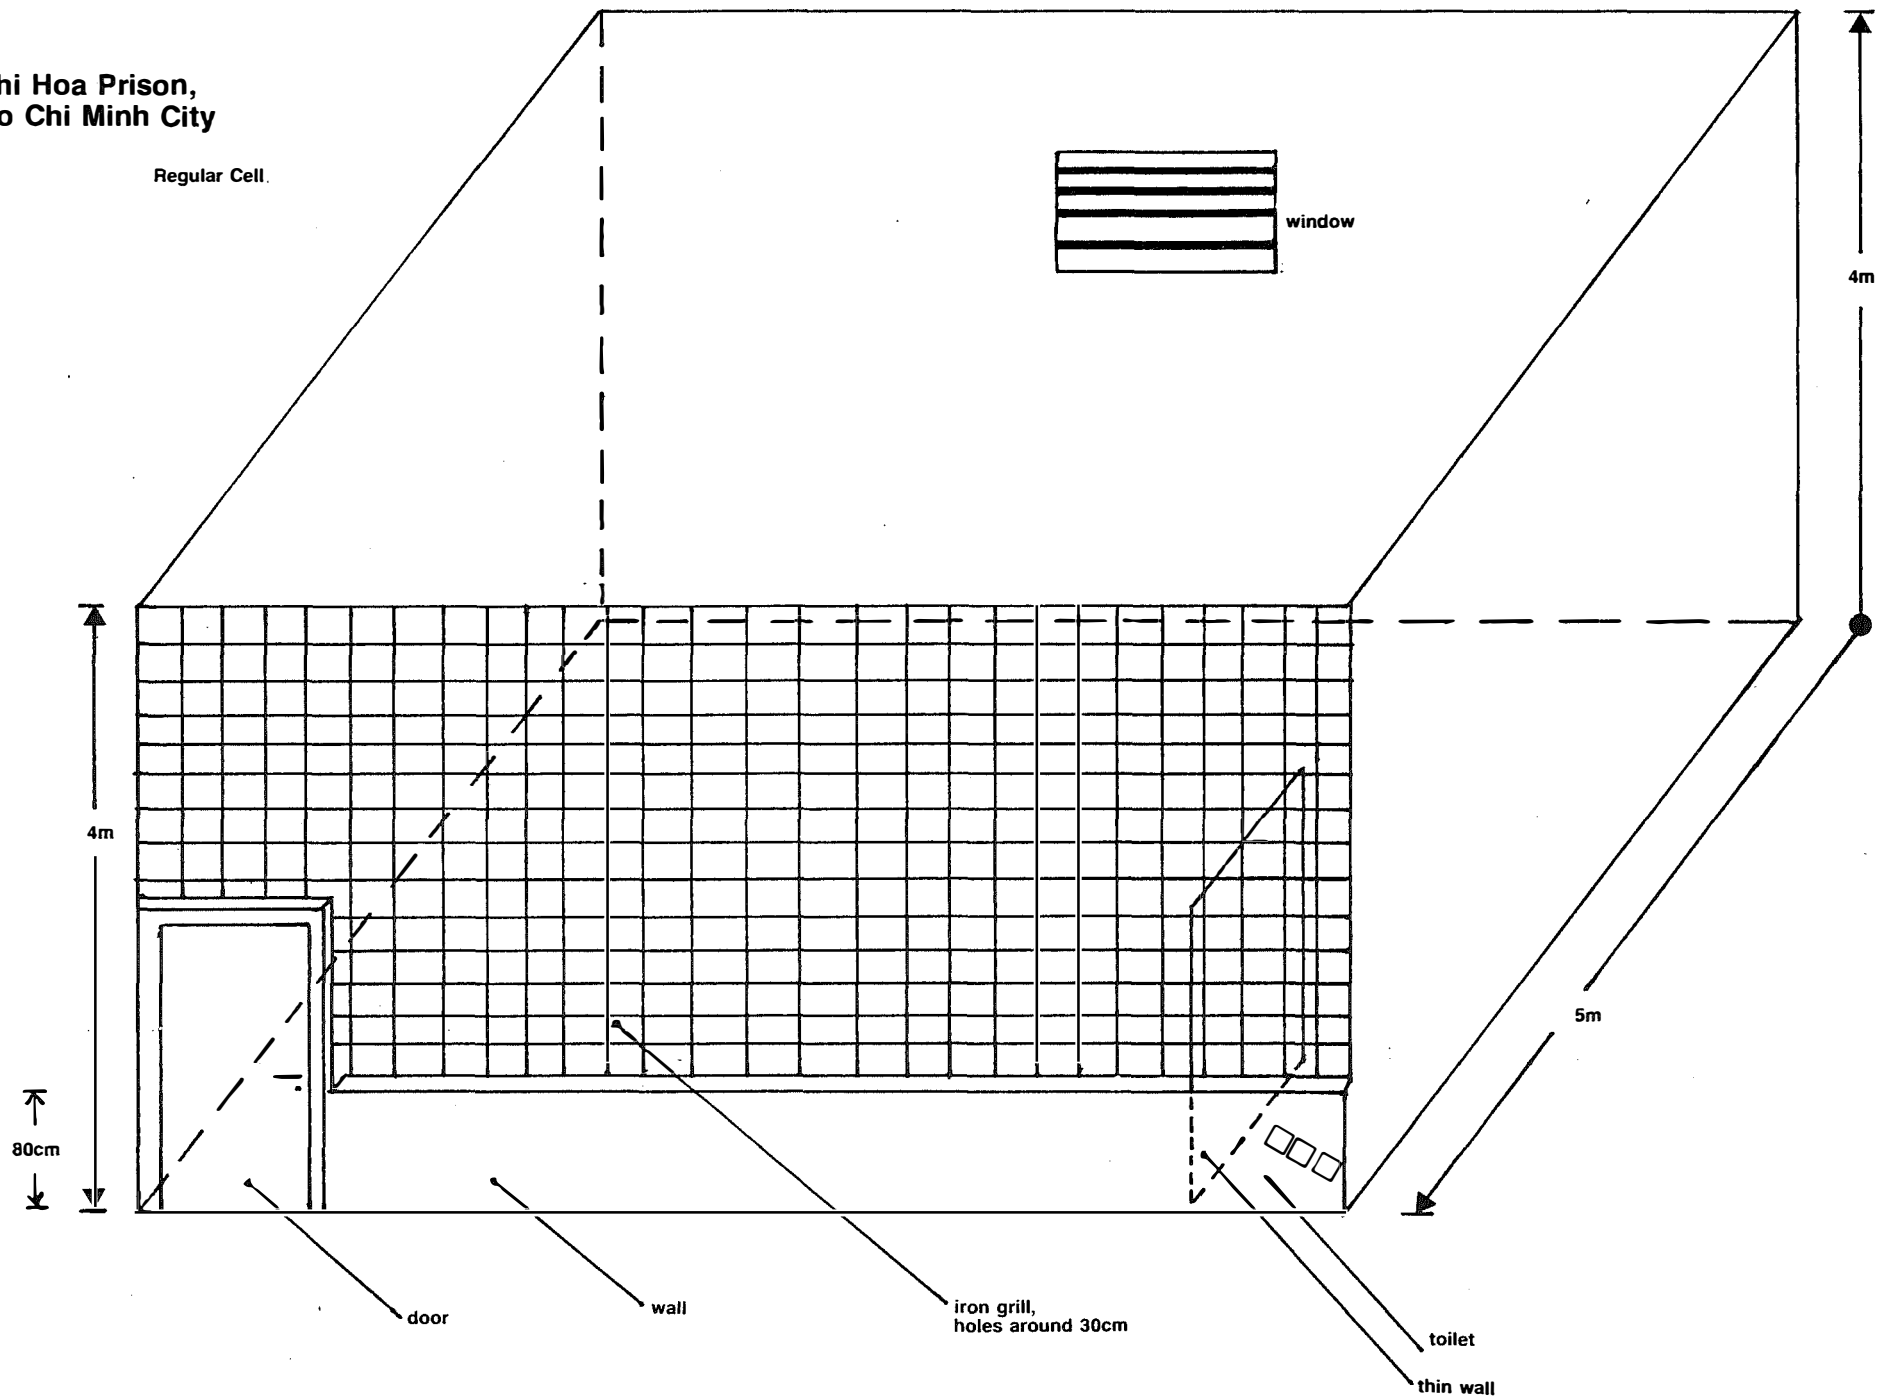 hi Hoa Prison,
o Chi Minh City
Regular Cell
window
4m
4m
5m
80cm
door
wall
iron grill,
holes around 30cm
toilet
thin wall